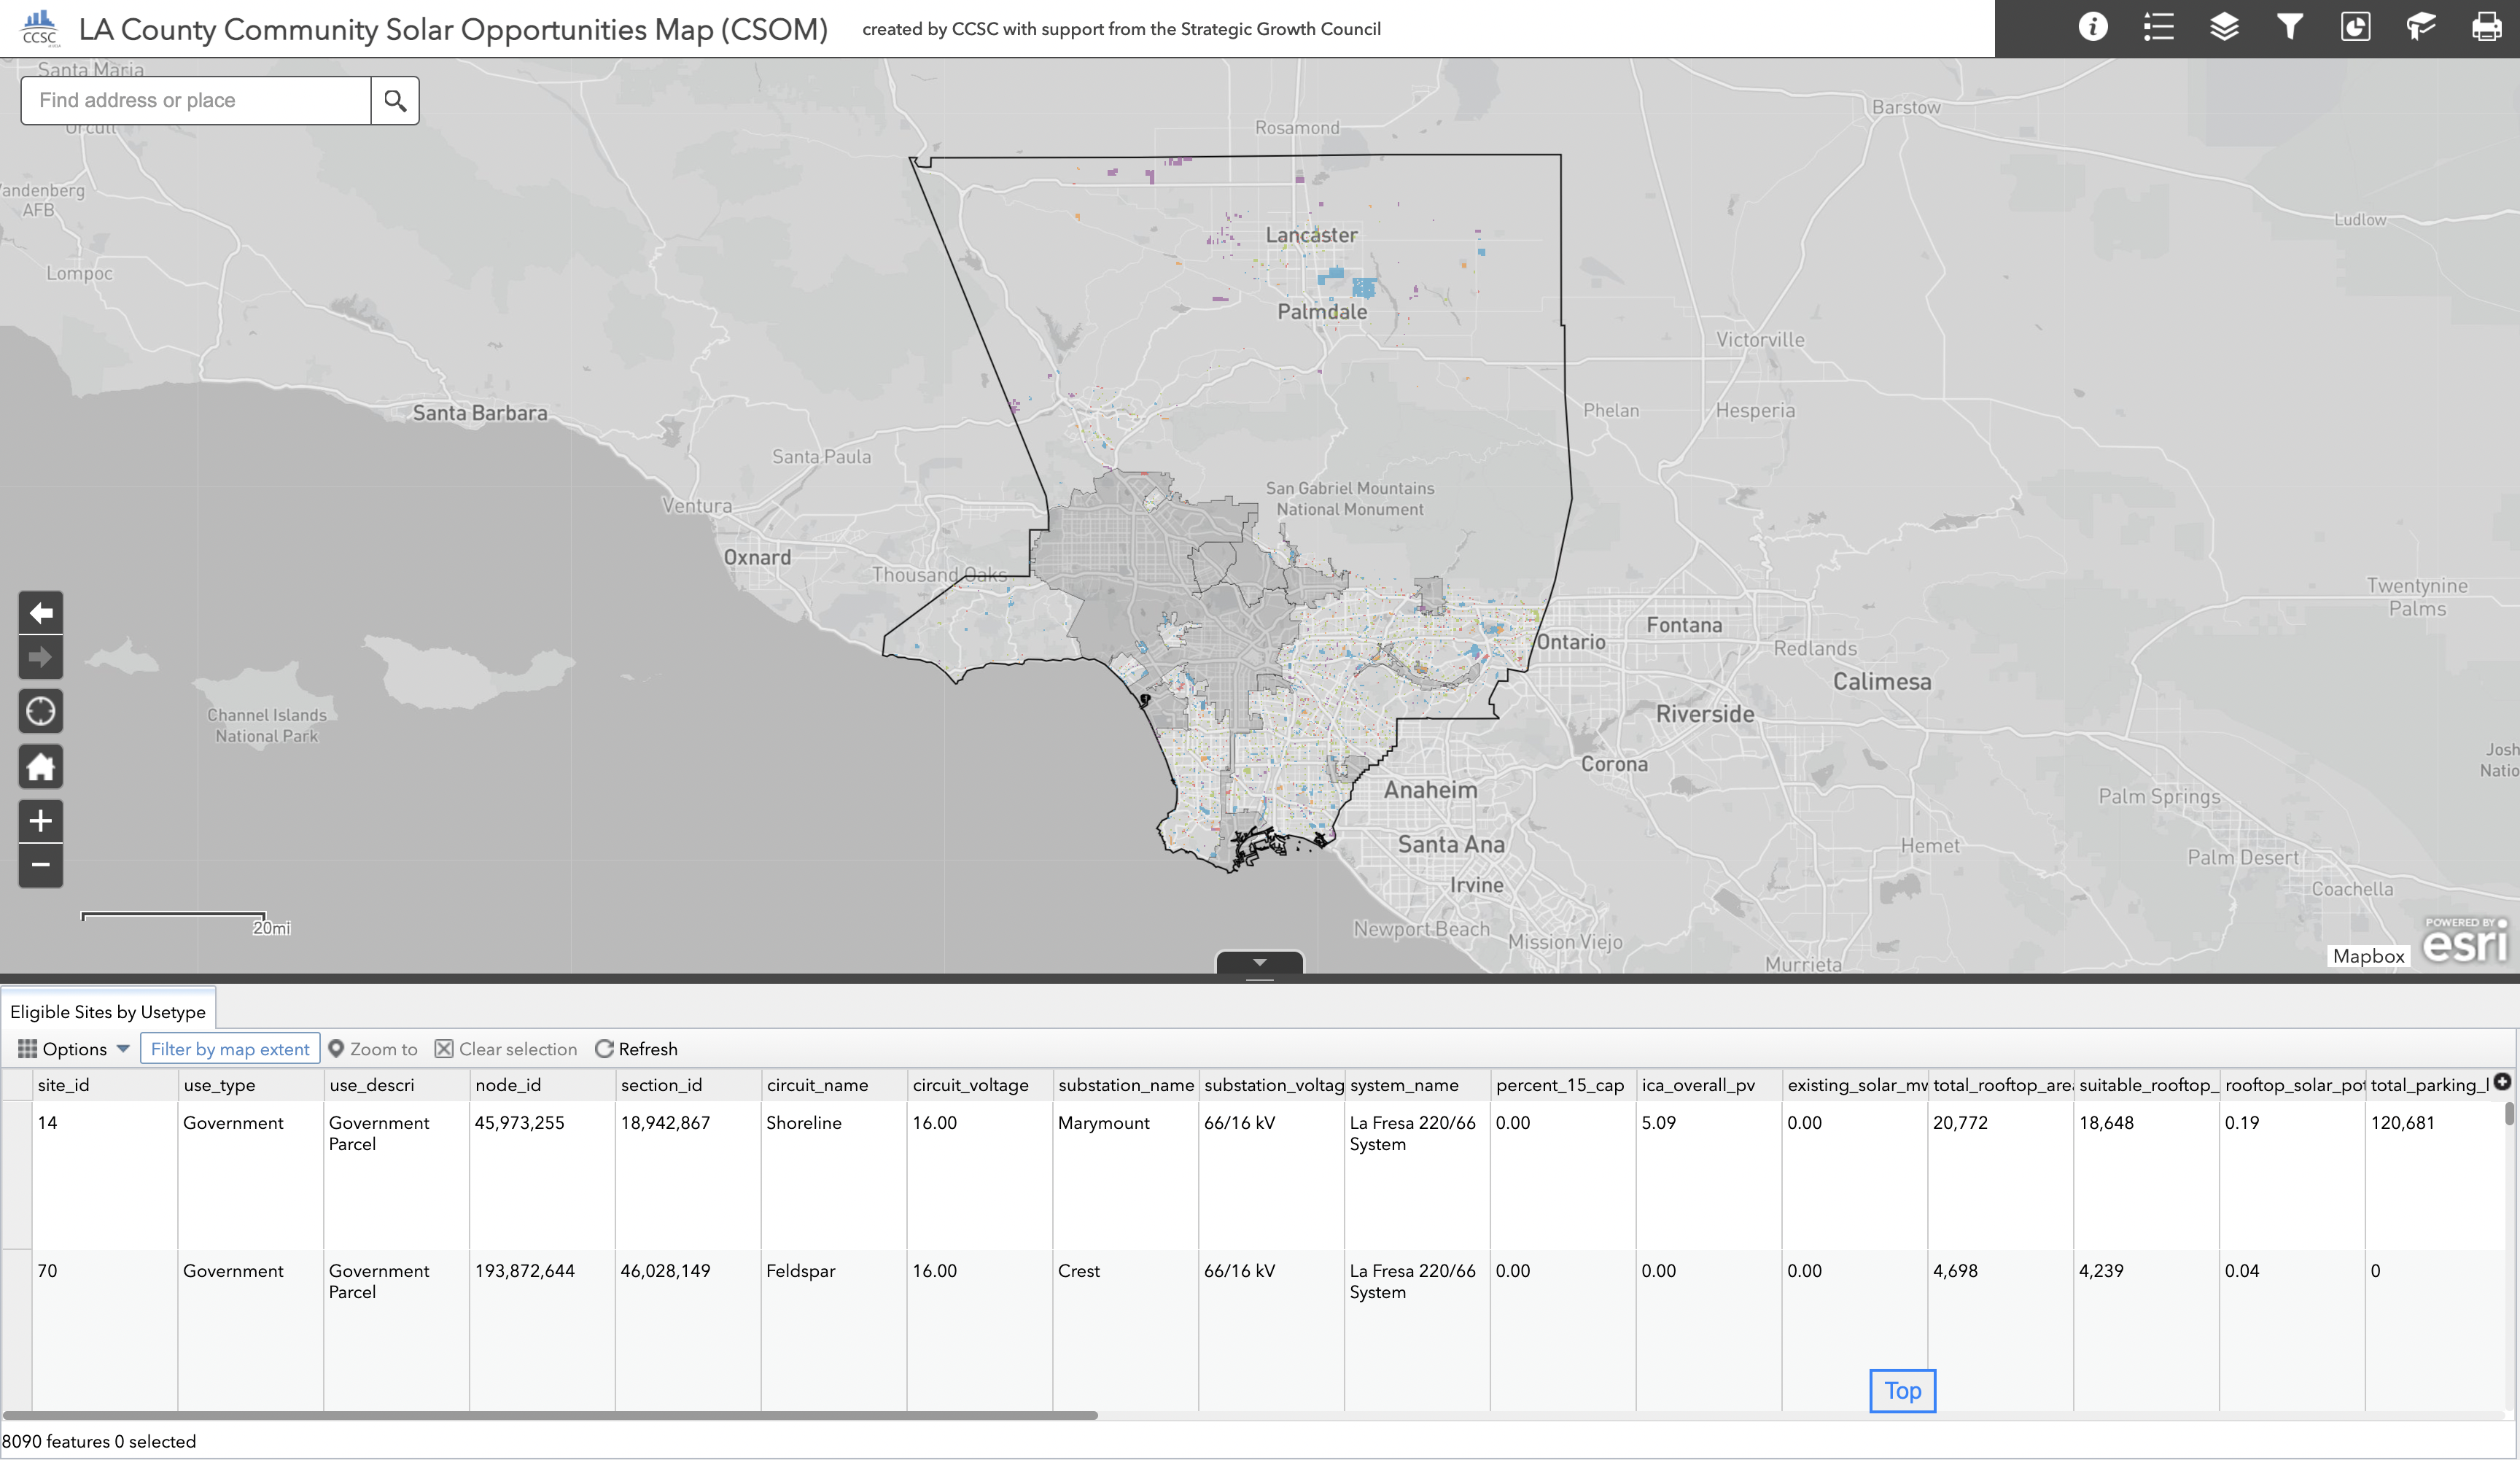 CCSC
LA County Community Solar Opportunities Map (CSOM)
created by CCSC with support from the Strategic Growth Council
Santa Maria
Find address or place
Orcutt
Rosamond
Barstow
Vandenberg
AFB
Lancaster
Ludlow
Lompoc
Palmdale
Victorville
Santa Barbara
Phelan
Hesperia
Santa Paula
San Gabriel Mountains
National Monument
Ventura
Oxnard
Thousand Oaks
Twentynine
Palms
Ontario
Fontana
Redlands
Calimesa
Channel Islands
National Park
Riverside
Corona
Josh
Natio
Anaheim
Palm Springs
Santa Ana
Hemet
Palm Desert
Irvine
Coachella
20mi
Newport Beach
Mission Viejo
Murrieta
POWERED BY
esri
Mapbox
Eligible Sites by Usetype
Options Filter by map extent Zoom to Clear selection Refresh
site_id use_type use_descri node_id section_id circuit_name circuit_voltage substation_name substation_voltag system_name percent_15_cap ica_overall_pv existing_solar_mw total_rooftop_area suitable_rooftop_ rooftop_solar_pot total_parking_l
14 Government Government Parcel 45,973,255 18,942,867 Shoreline 16.00 Marymount 66/16 kV La Fresa 220/66 System 0.00 5.09 0.00 20,772 18,648 0.19 120,681
70 Government Government Parcel 193,872,644 46,028,149 Feldspar 16.00 Crest 66/16 kV La Fresa 220/66 System 0.00 0.00 0.00 4,698 4,239 0.04 0
Top
8090 features 0 selected